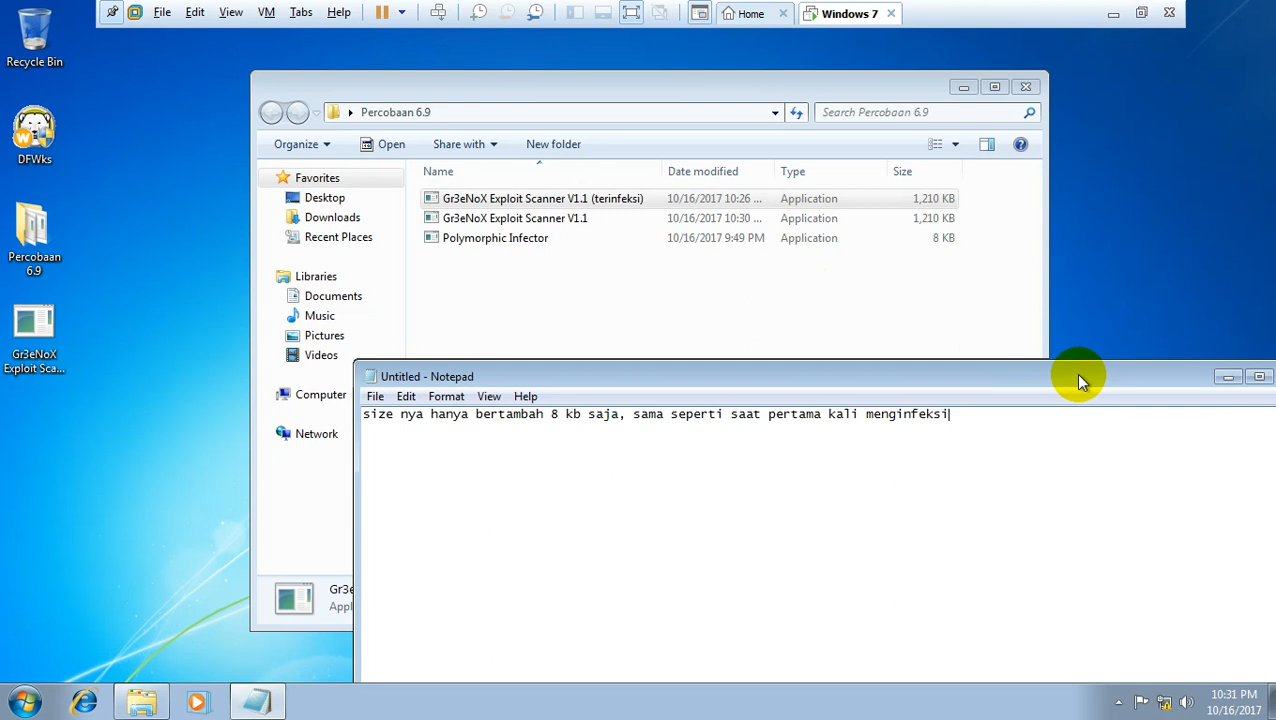 File Edit View VM Tabs Help
Home
Windows 7
Recycle Bin
DFWks
Percobaan
6.9
Gr3eNoX
Exploit Sca...
Percobaan 6.9
Search Percobaan 6.9
Organize Open Share with New folder
Name Date modified Type Size
Favorites
Desktop
Downloads
Recent Places
Libraries
Documents
Music
Pictures
Videos
Computer
Network
Gr3eNoX Exploit Scanner V1.1 (terinfeksi) 10/16/2017 10:26 ... Application 1,210 KB
Gr3eNoX Exploit Scanner V1.1 10/16/2017 10:30 ... Application 1,210 KB
Polymorphic Infector 10/16/2017 9:49 PM Application 8 KB
Gr3e
Appl
Untitled - Notepad
File Edit Format View Help
size nya hanya bertambah 8 kb saja, sama seperti saat pertama kali menginfeksi
10:31 PM
10/16/2017